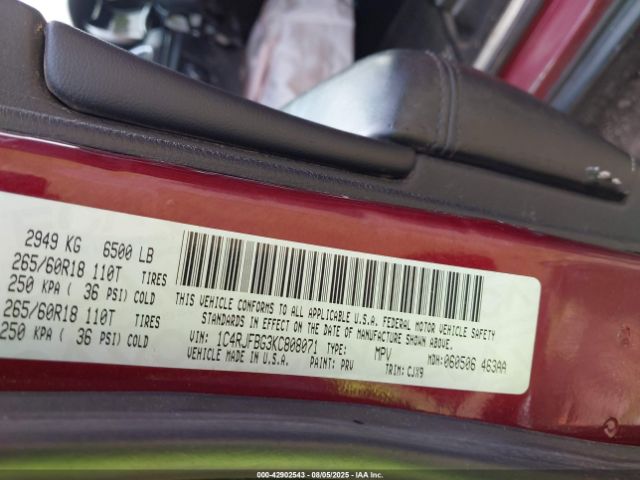 2949 KG 6500 LB
265/60R18 110T TIRES
250 KPA ( 36 PSI) COLD
265/60R18 110T TIRES
250 KPA ( 36 PSI) COLD
THIS VEHICLE CONFORMS TO ALL APPLICABLE U.S.A. FEDERAL MOTOR VEHICLE SAFETY
STANDARDS IN EFFECT ON THE DATE OF MANUFACTURE SHOWN ABOVE
VIN: 1C4RJFBG3KC808071 TYPE: MPV MDH:060506 463AA
VEHICLE MADE IN U.S.A. PAINT: PRV TRIM:CJX9
000-42902543 - 08/05/2025 - IAA Inc.